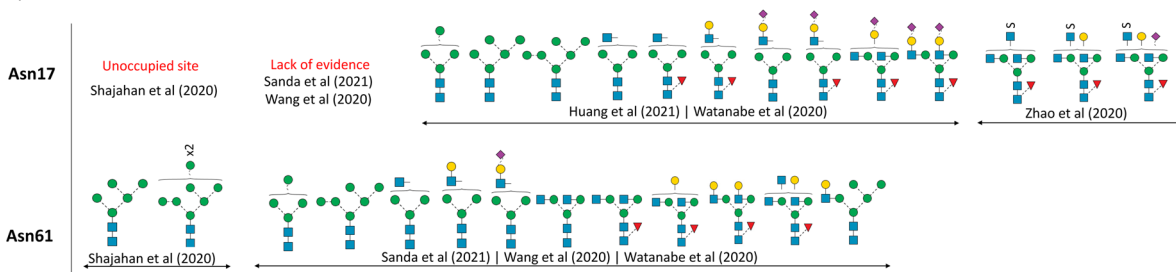 S
S
S
Asn17
Unoccupied site
Shajahan et al (2020)
Lack of evidence
Sanda et al (2021)
Wang et al (2020)
Huang et al (2021) | Watanabe et al (2020)
Zhao et al (2020)
x2
Asn61
Shajahan et al (2020)
Sanda et al (2021) | Wang et al (2020) | Watanabe et al (2020)